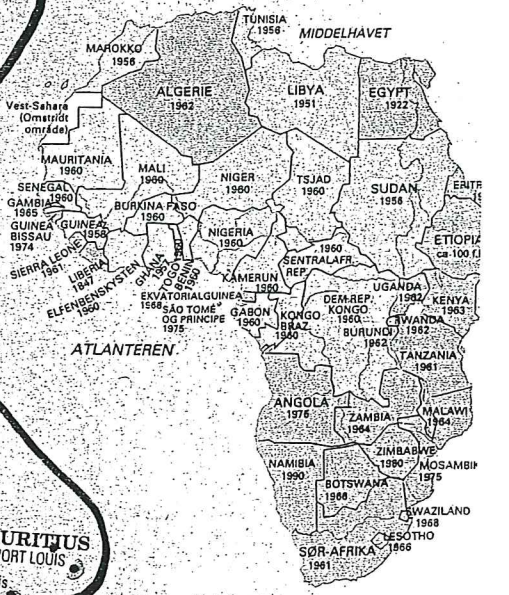 TUNISIA
1956
MIDDELHAVET
MAROKKO
1956
ALGERIE
1962
LIBYA
1951
EGYPT
1922
Vest-Sahara
(Omstridt
område)
MAURITANIA
1960
MALI
1960
NIGER
1960
TSJAD
1960
SUDAN
1956
ERITR
SENEGAL
1960
GAMBIA
1965
GUINEA
BISSAU
1974
GUINEA
1958
BURKINA FASO
1960
NIGERIA
1960
ETIOPIA
ca 100 f.
SIERRA LEONE
1961
LIBERIA
1847
ELFENBENSKYSTEN
1960
GHANA
1957
TOGO
1960
BENIN
1960
KAMERUN
1960
1960
SENTRALAFR.
REP.
EKVATORIALGUINEA
1968
SÃO TOMÉ
OG PRINCIPE
1975
GABON
1960
KONGO
BRAZ.
1960
DEM.REP.
KONGO
1960
UGANDA
1962
KENYA
1963
RWANDA
1962
BURUNDI
1962
TANZANIA
1961
ATLANTEREN
ANGOLA
1975
ZAMBIA
1964
MALAWI
1964
ZIMBABWE
1980
MOSAMBIK
1975
NAMIBIA
1990
BOTSWANA
1966
SWAZILAND
1968
LESOTHO
1966
SØR-AFRIKA
1961
URITIUS
PORT LOUIS
is.